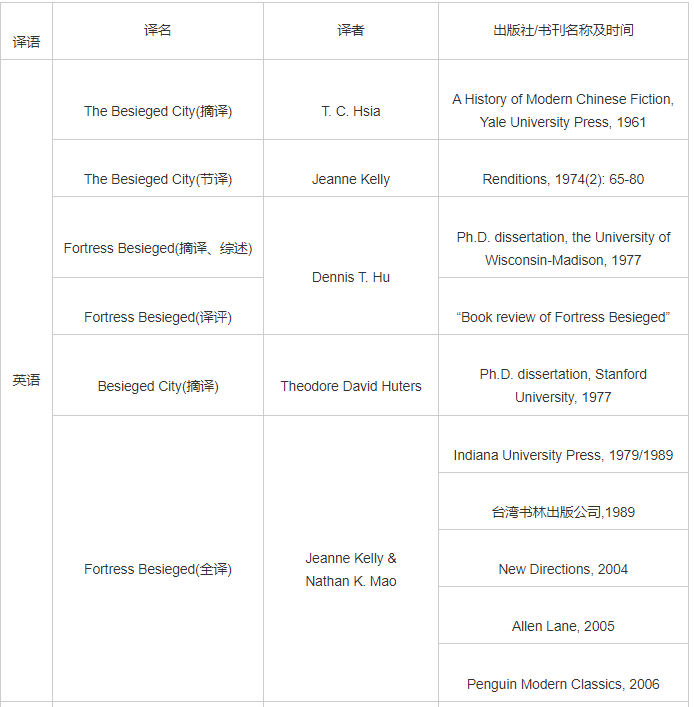 译语
译名
译者
出版社/书刊名称及时间
英语
The Besieged City(摘译)
T. C. Hsia
A History of Modern Chinese Fiction,
Yale University Press, 1961
The Besieged City(节译)
Jeanne Kelly
Renditions, 1974(2): 65-80
Fortress Besieged(摘译、综述)
Dennis T. Hu
Ph.D. dissertation, the University of
Wisconsin-Madison, 1977
Fortress Besieged(译评)
“Book review of Fortress Besieged”
Besieged City(摘译)
Theodore David Huters
Ph.D. dissertation, Stanford
University, 1977
Fortress Besieged(全译)
Jeanne Kelly &
Nathan K. Mao
Indiana University Press, 1979/1989
台湾书林出版公司,1989
New Directions, 2004
Allen Lane, 2005
Penguin Modern Classics, 2006